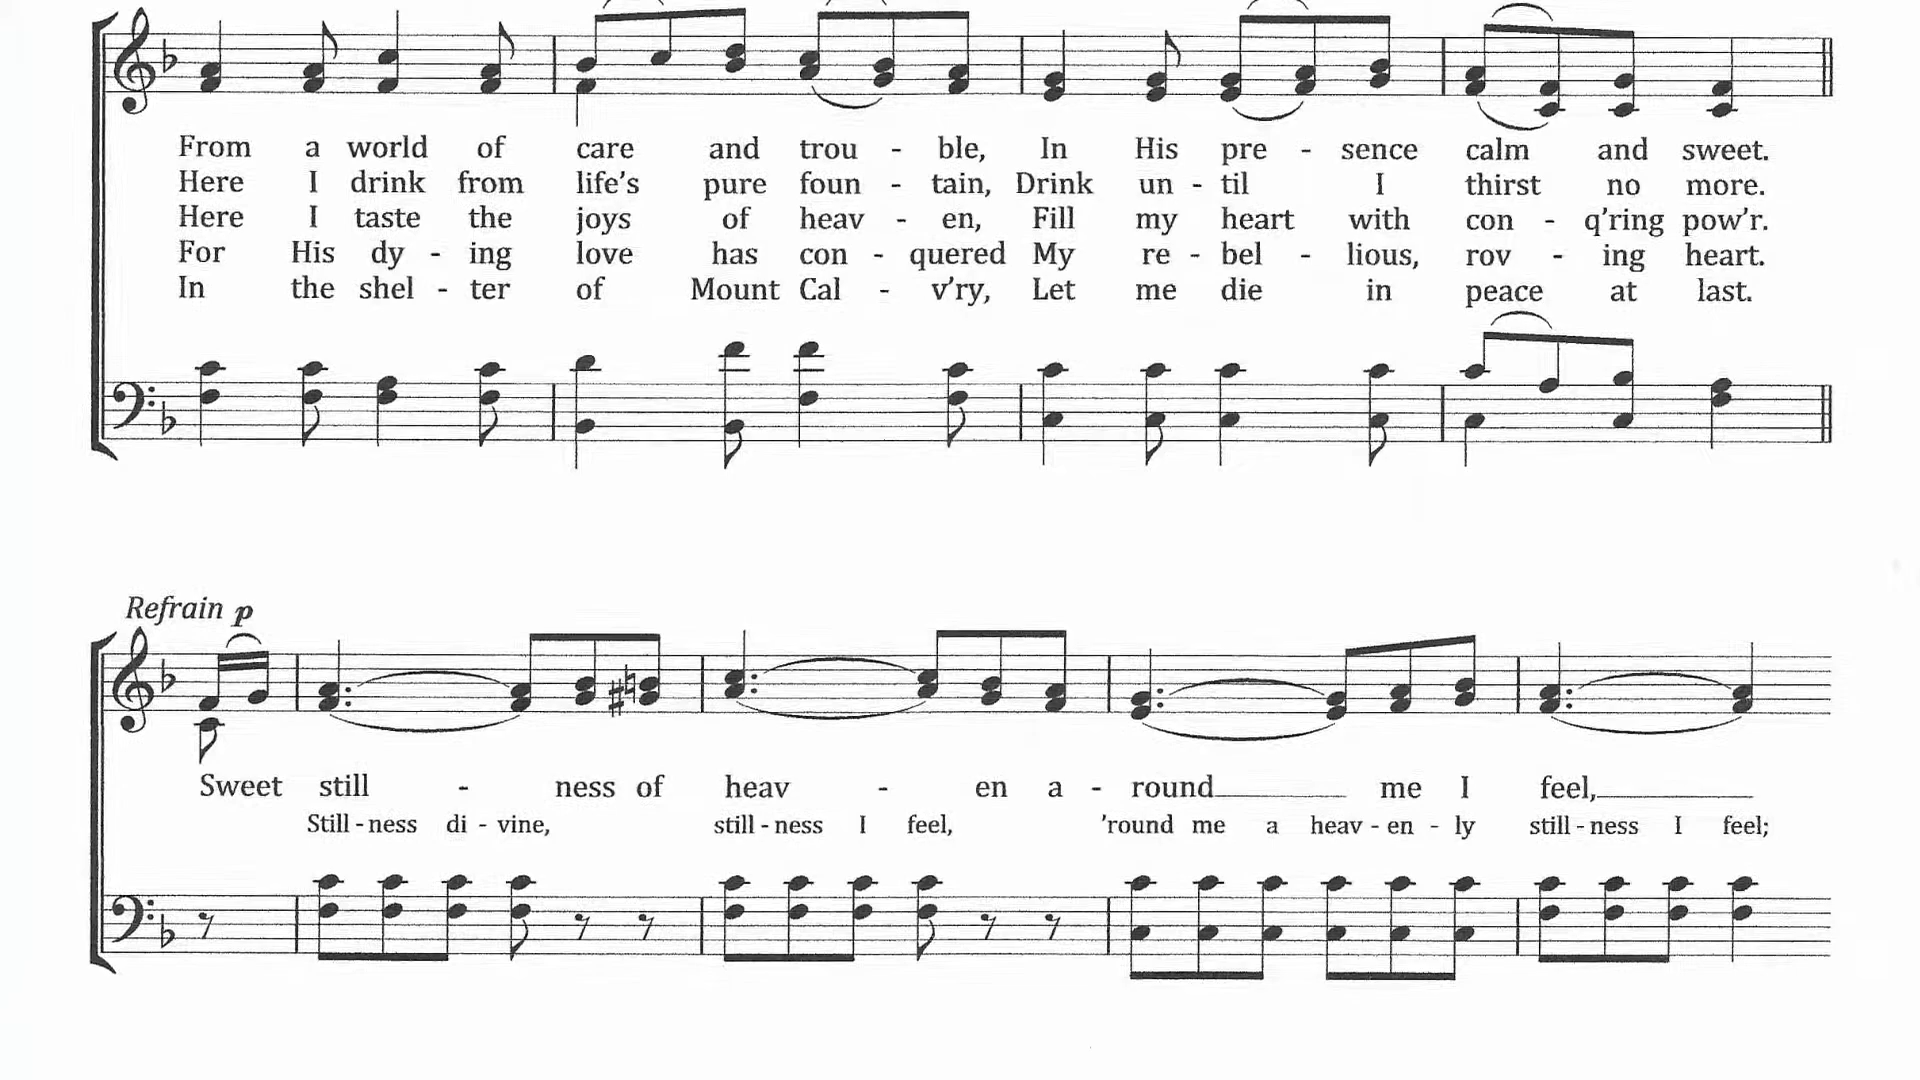 From a world of care and trou - ble, In His pre - sence calm and sweet.
Here I drink from life's pure foun - tain, Drink un - til I thirst no more.
Here I taste the joys of heav - en, Fill my heart with con - q'ring pow'r.
For His dy - ing love has con - quered My re - bel - lious, rov - ing heart.
In the shel - ter of Mount Cal - v'ry, Let me die in peace at last.
Refrain p
Sweet still - ness of heav - en a - round me I feel,
Still - ness di - vine, still - ness I feel, 'round me a heav - en - ly still - ness I feel;